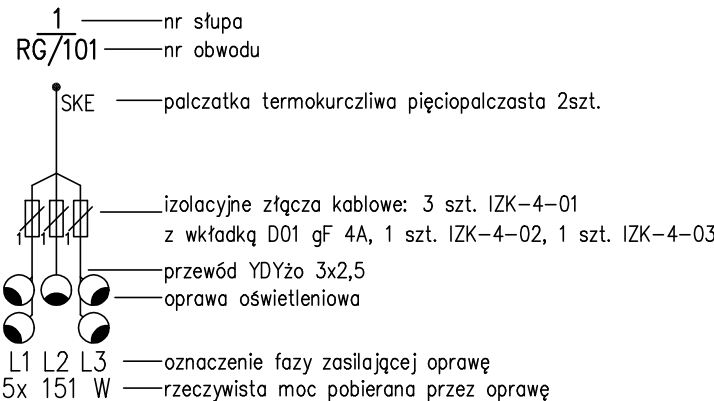 1 nr słupa
RG/101 nr obwodu
SKE palczatka termokurczliwa pięciopalczasta 2szt.
izolacyjne złącza kablowe: 3 szt. IZK-4-01
1 1 1 z wkładką D01 gF 4A, 1 szt. IZK-4-02, 1 szt. IZK-4-03
przewód YDYżo 3x2,5
oprawa oświetleniowa
L1 L2 L3 oznaczenie fazy zasilającej oprawę
5x 151 W rzeczywista moc pobierana przez oprawę